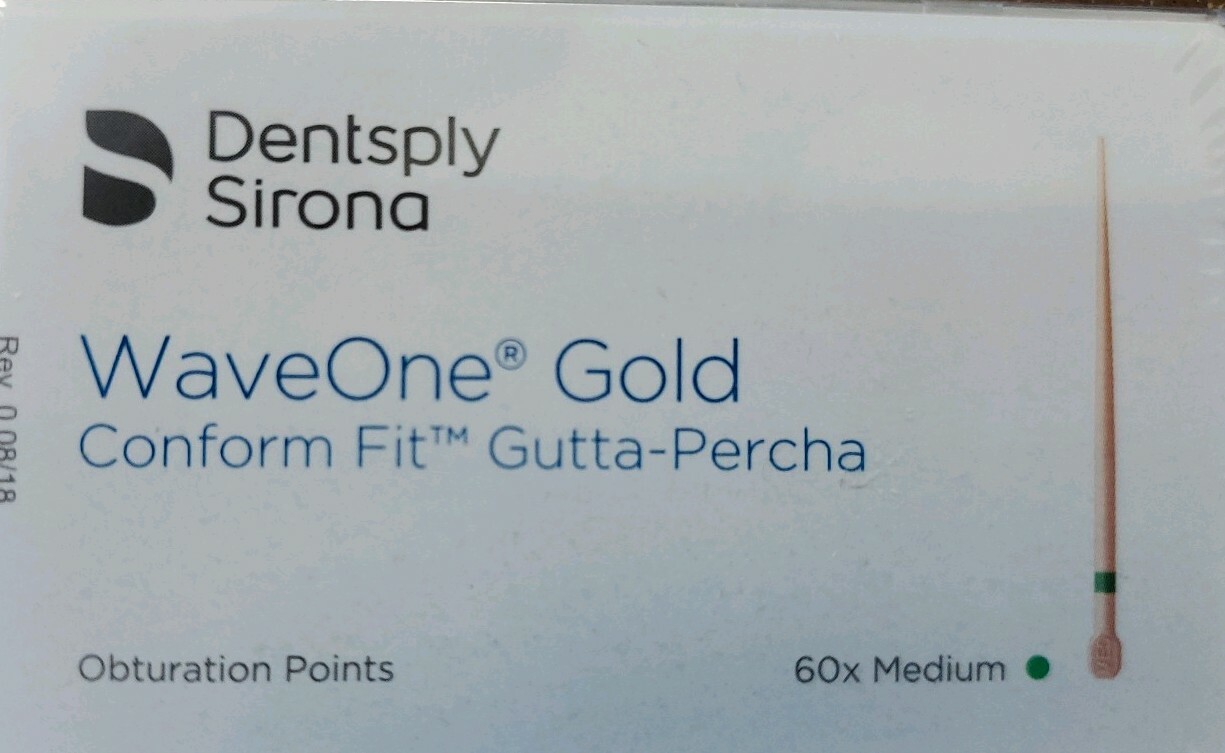 Dentsply
Sirona
WaveOne® Gold
Conform Fit™ Gutta-Percha
Obturation Points
60x Medium
Rev. 0 08/18